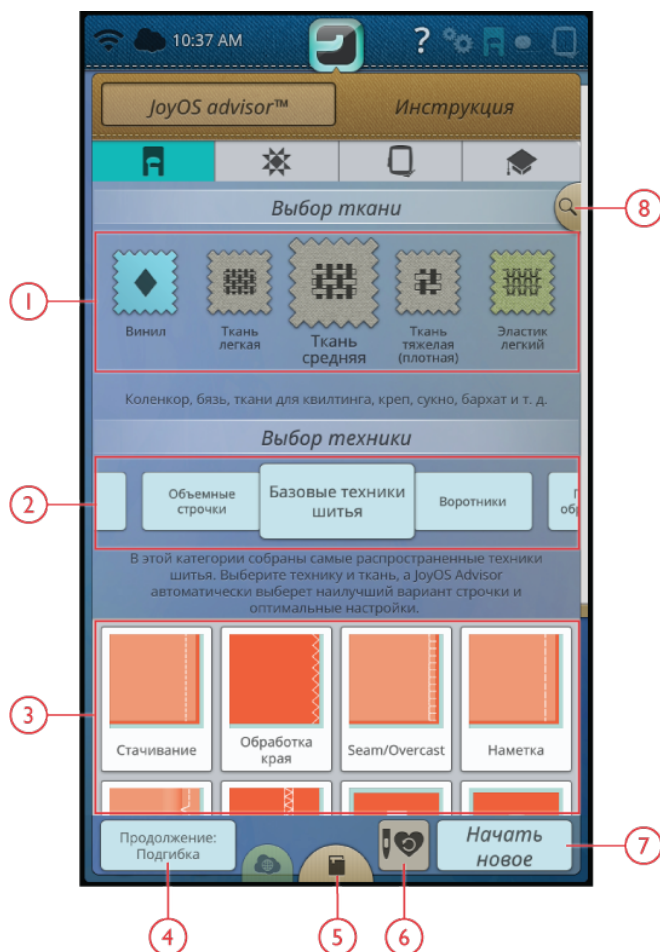 10:37 AM
?
JoyOS advisor™
Инструкция
Выбор ткани
8
1
Винил
Ткань
легкая
Ткань
средняя
Ткань
тяжелая
(плотная)
Эластик
легкий
Коленкор, бязь, ткани для квилтинга, креп, сукно, бархат и т. д.
Выбор техники
2
Объемные
строчки
Базовые техники
шитья
Воротники
В этой категории собраны самые распространенные техники
шитья. Выберите технику и ткань, а JoyOS Advisor
автоматически выберет наилучший вариант строчки и
оптимальные настройки.
3
Стачивание
Обработка
края
Seam/Overcast
Наметка
Продолжение:
Подгибка
Начать
новое
7
4
5
6